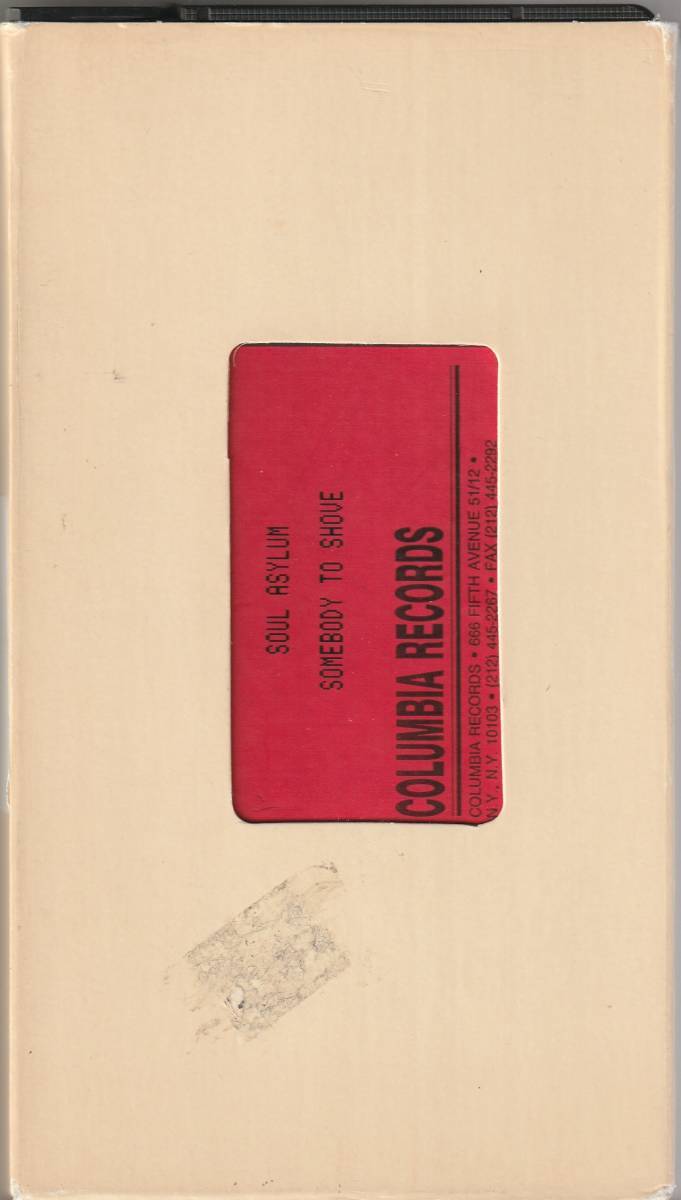 SOUL ASYLUM
SOMEBODY TO SHOVE
COLUMBIA RECORDS
COLUMBIA RECORDS • 666 FIFTH AVENUE 51/12 •
N.Y., N.Y. 10103 • (212) 445-2267 • FAX (212) 445-2292